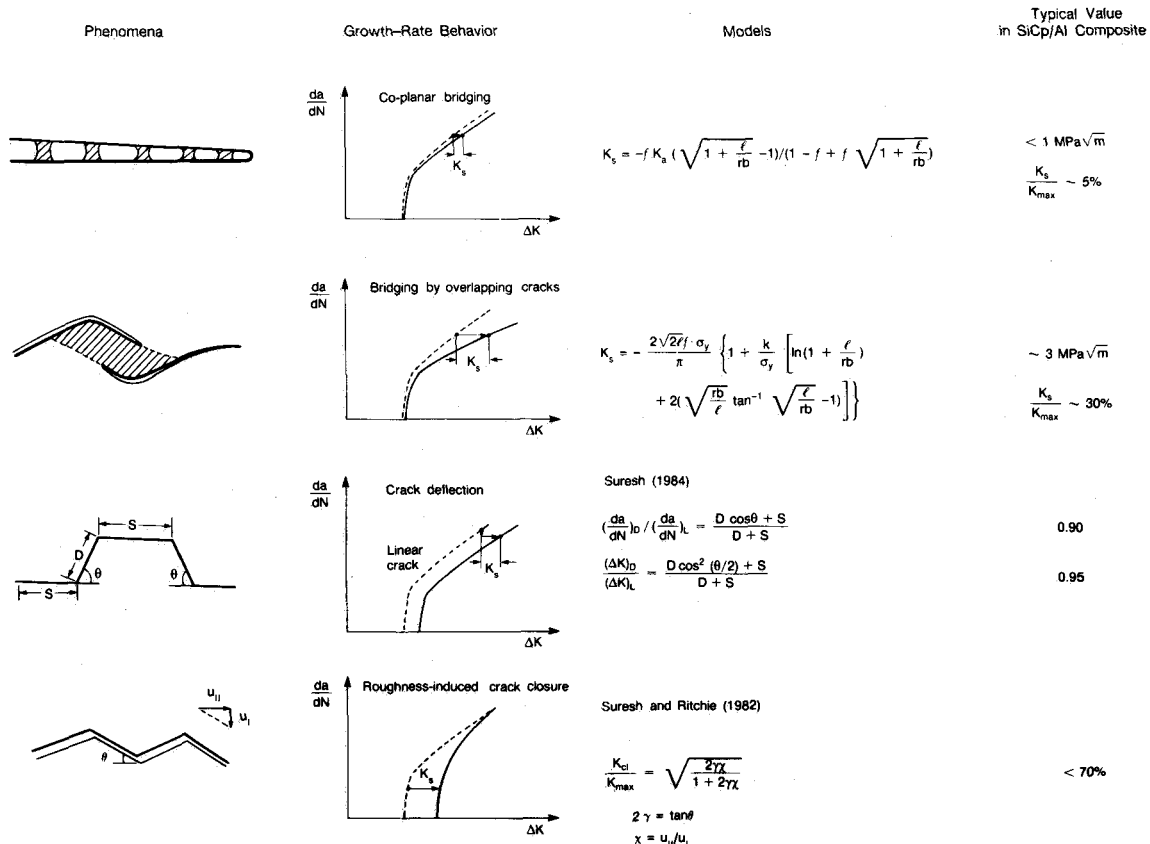 Phenomena
Growth–Rate Behavior
Models
Typical Value
in SiCp/Al Composite
da
dN
Co-planar bridging
K_s
ΔK
K_s = -f K_a ( √(1 + ℓ/rb) -1)/(1 - f + f √(1 + ℓ/rb))
< 1 MPa√m
K_s/K_max ~ 5%
da
dN
Bridging by overlapping cracks
K_s
ΔK
K_s = - (2√2ℓf · σ_y)/π { 1 + k/σ_y [ ln(1 + ℓ/rb)
+ 2(√(rb/ℓ) tan⁻¹ √(ℓ/rb) -1) ] }
~ 3 MPa√m
K_s/K_max ~ 30%
S
D
θ
θ
S
da
dN
Crack deflection
Linear
crack
K_s
ΔK
Suresh (1984)
(da/dN)_D / (da/dN)_L = (D cosθ + S)/(D + S)
0.90
(ΔK)_D/(ΔK)_L = (D cos² (θ/2) + S)/(D + S)
0.95
u_II
u_I
θ
da
dN
Roughness-induced crack closure
K_s
ΔK
Suresh and Ritchie (1982)
K_cl/K_max = √(2γχ/(1 + 2γχ))
< 70%
2 γ = tanθ
χ = u_II/u_I